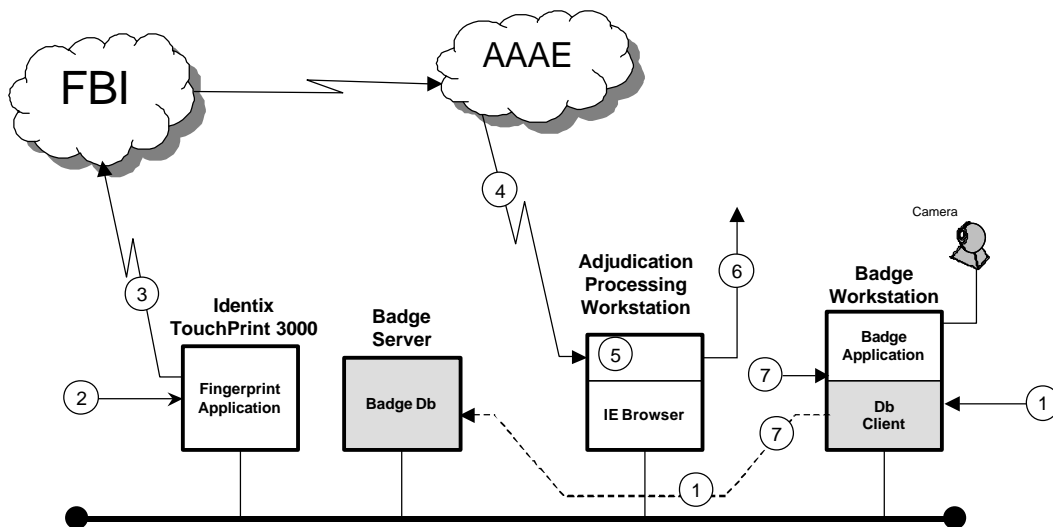 FBI
AAAE
4
Camera
3
6
Identix
TouchPrint 3000
Badge
Server
Adjudication
Processing
Workstation
Badge
Workstation
2
Fingerprint
Application
Badge Db
5
IE Browser
7
Badge
Application
Db
Client
1
7
1